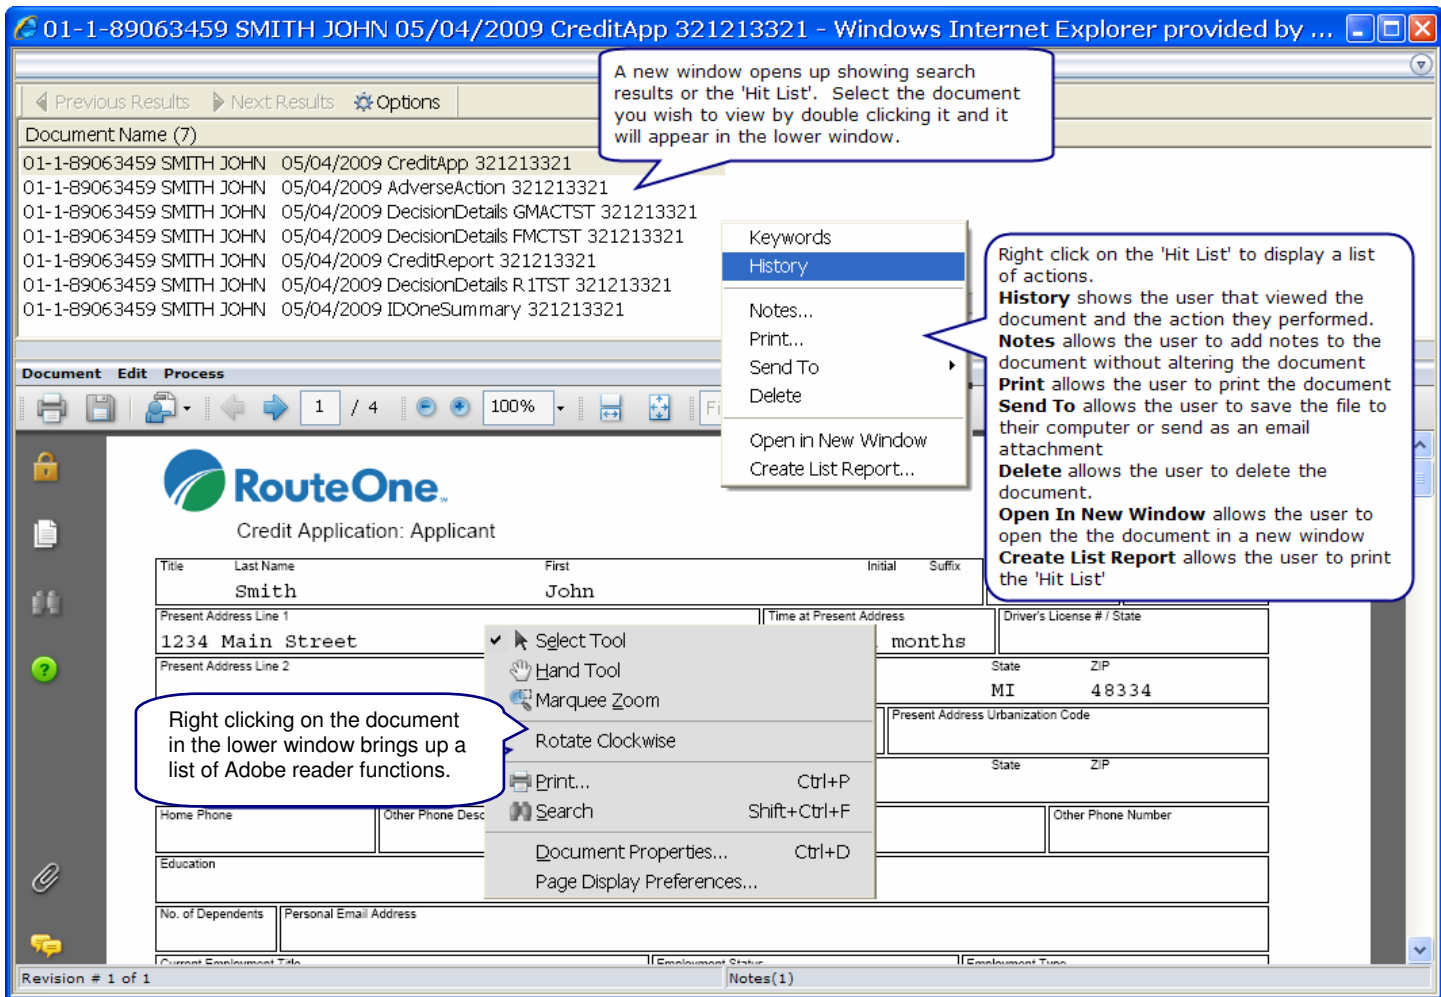 01-1-89063459 SMITH JOHN 05/04/2009 CreditApp 321213321 - Windows Internet Explorer provided by ...
A new window opens up showing search
results or the 'Hit List'. Select the document
you wish to view by double clicking it and it
will appear in the lower window.
Previous Results Next Results Options
Document Name (7)
01-1-89063459 SMITH JOHN 05/04/2009 CreditApp 321213321
01-1-89063459 SMITH JOHN 05/04/2009 AdverseAction 321213321
01-1-89063459 SMITH JOHN 05/04/2009 DecisionDetails GMACTST 321213321
01-1-89063459 SMITH JOHN 05/04/2009 DecisionDetails FMCTST 321213321
01-1-89063459 SMITH JOHN 05/04/2009 CreditReport 321213321
01-1-89063459 SMITH JOHN 05/04/2009 DecisionDetails R1TST 321213321
01-1-89063459 SMITH JOHN 05/04/2009 IDOneSummary 321213321
Keywords
History
Notes...
Print...
Send To
Delete
Open in New Window
Create List Report...
Right click on the 'Hit List' to display a list
of actions.
History shows the user that viewed the
document and the action they performed.
Notes allows the user to add notes to the
document without altering the document
Print allows the user to print the document
Send To allows the user to save the file to
their computer or send as an email
attachment
Delete allows the user to delete the
document.
Open In New Window allows the user to
open the the document in a new window
Create List Report allows the user to print
the 'Hit List'
Document Edit Process
1 / 4 100% Fi
RouteOne
Credit Application: Applicant
Title Last Name First Initial Suffix
Smith John
Present Address Line 1 Time at Present Address Driver's License # / State
1234 Main Street months
Present Address Line 2 State ZIP
MI 48334
Present Address Urbanization Code
State ZIP
Home Phone Other Phone Desc Other Phone Number
Education
No. of Dependents Personal Email Address
Current Employment Title Employment Status Employment Type
Select Tool
Hand Tool
Marquee Zoom
Rotate Clockwise
Print... Ctrl+P
Search Shift+Ctrl+F
Document Properties... Ctrl+D
Page Display Preferences...
Right clicking on the document
in the lower window brings up a
list of Adobe reader functions.
Revision # 1 of 1 Notes(1)